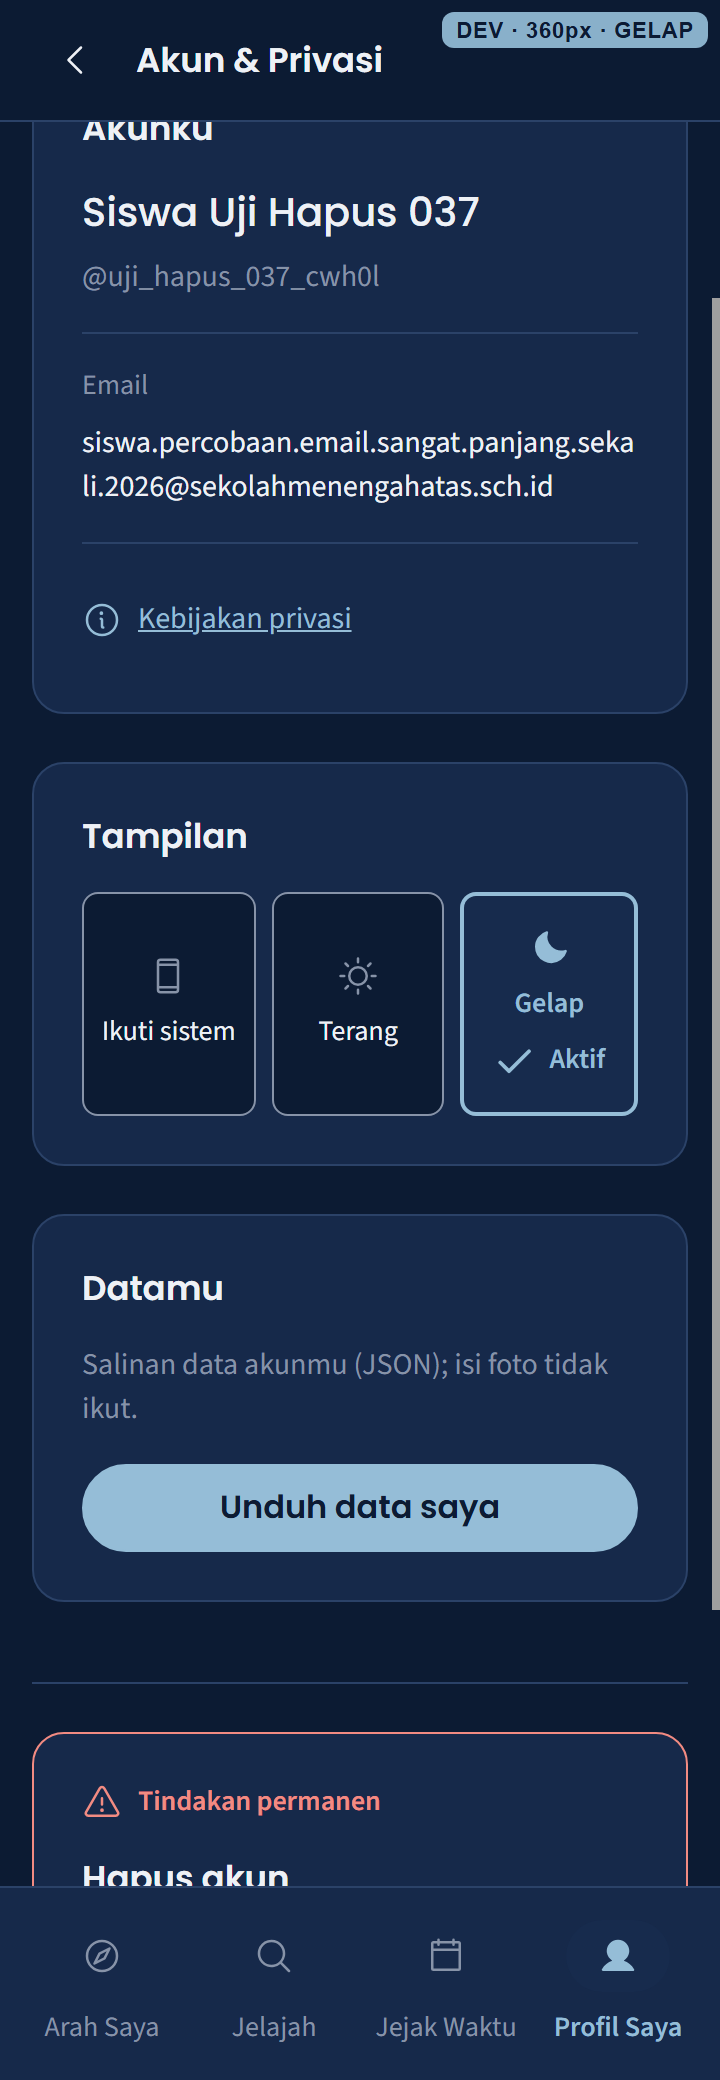 DEV · 360px · GELAP
Akun & Privasi
Akunku
Siswa Uji Hapus 037
@uji_hapus_037_cwh0l
Email
siswa.percobaan.email.sangat.panjang.seka
li.2026@sekolahmenengahatas.sch.id
Kebijakan privasi
Tampilan
Ikuti sistem
Terang
Gelap
Aktif
Datamu
Salinan data akunmu (JSON); isi foto tidak
ikut.
Unduh data saya
Tindakan permanen
Hapus akun
Arah Saya
Jelajah
Jejak Waktu
Profil Saya